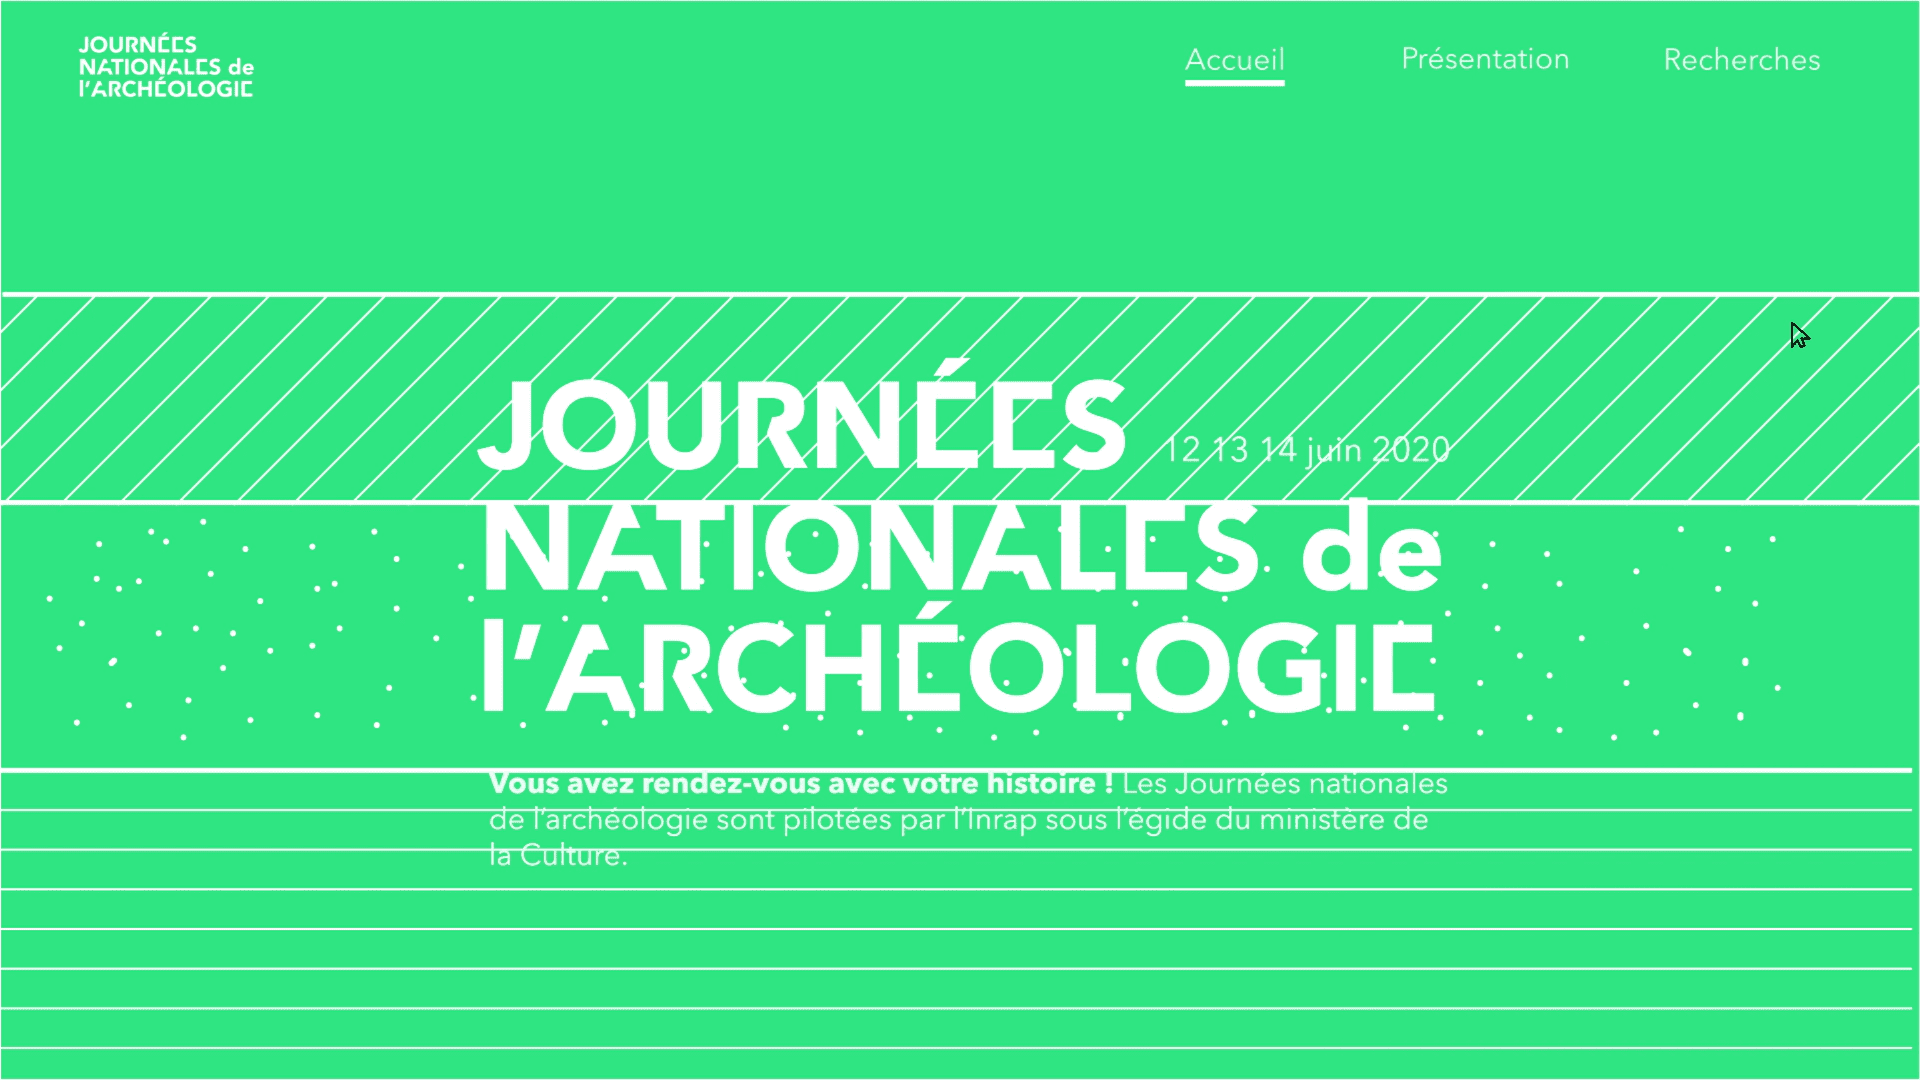 JOURNÉES
NATIONALES de
l'ARCHÉOLOGIE
Accueil
Présentation
Recherches
JOURNÉES
12 13 14 juin 2020
NATIONALES de
l'ARCHÉOLOGIE
Vous avez rendez-vous avec votre histoire ! Les Journées nationales
de l'archéologie sont pilotées par l'Inrap sous l'égide du ministère de
la Culture.